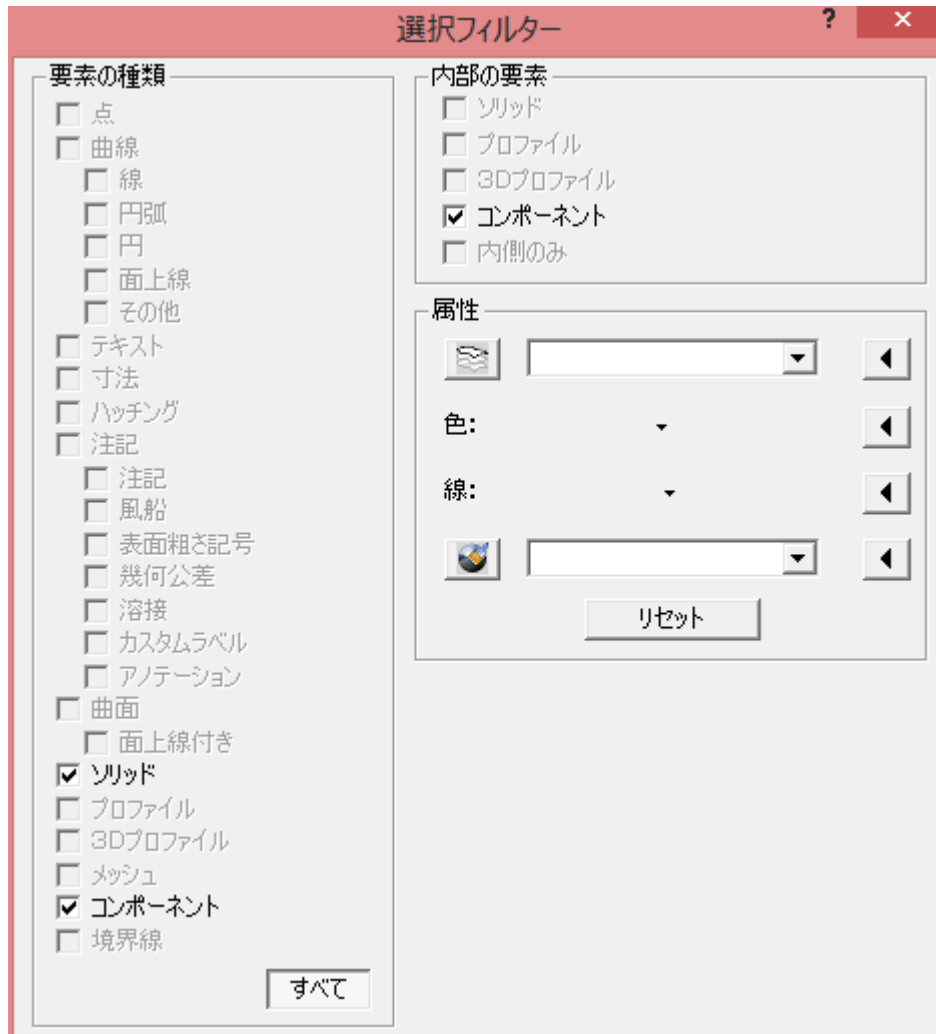 選択フィルター
?
×
要素の種類
点
曲線
線
円弧
円
面上線
その他
テキスト
寸法
ハッチング
注記
注記
風船
表面粗さ記号
幾何公差
溶接
カスタムラベル
アノテーション
曲面
面上線付き
ソリッド
プロファイル
3Dプロファイル
メッシュ
コンポーネント
境界線
すべて
内部の要素
ソリッド
プロファイル
3Dプロファイル
コンポーネント
内側のみ
属性
色:
線:
リセット